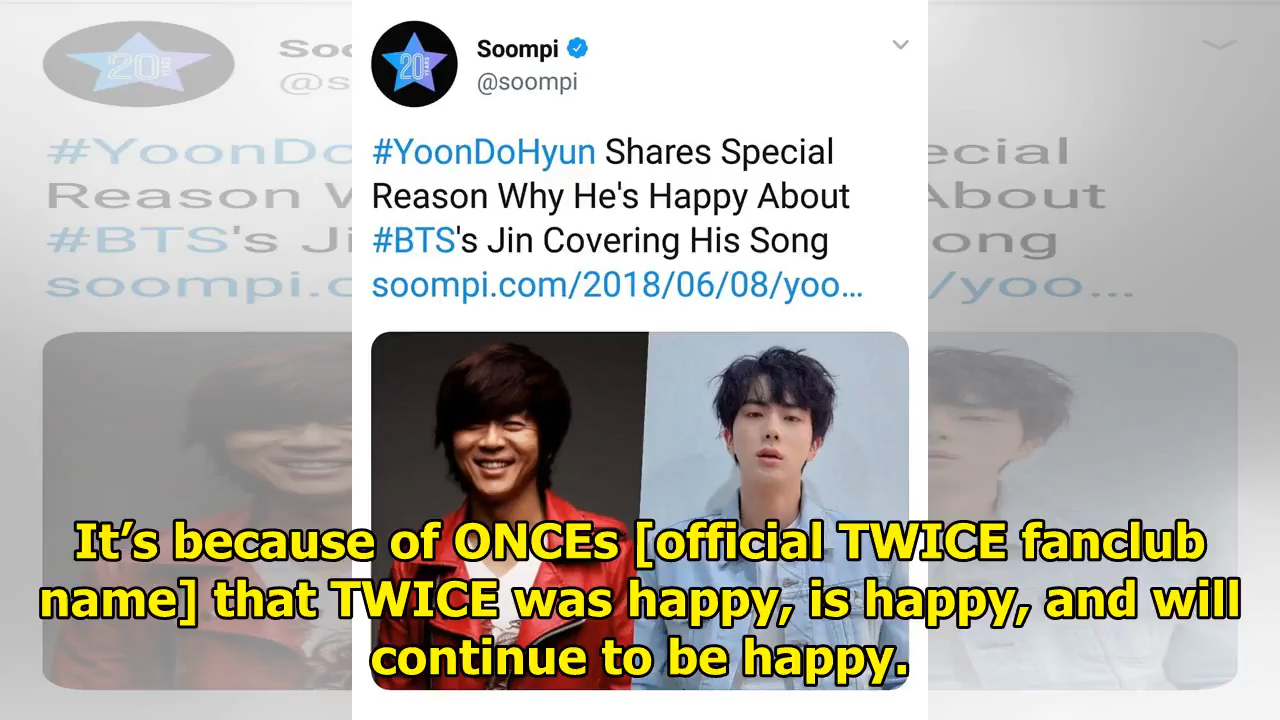 20
YEARS
Soompi
@soompi
#YoonDoHyun Shares Special
Reason Why He's Happy About
#BTS's Jin Covering His Song
soompi.com/2018/06/08/yoo…
It’s because of ONCEs [official TWICE fanclub
name] that TWICE was happy, is happy, and will
continue to be happy.